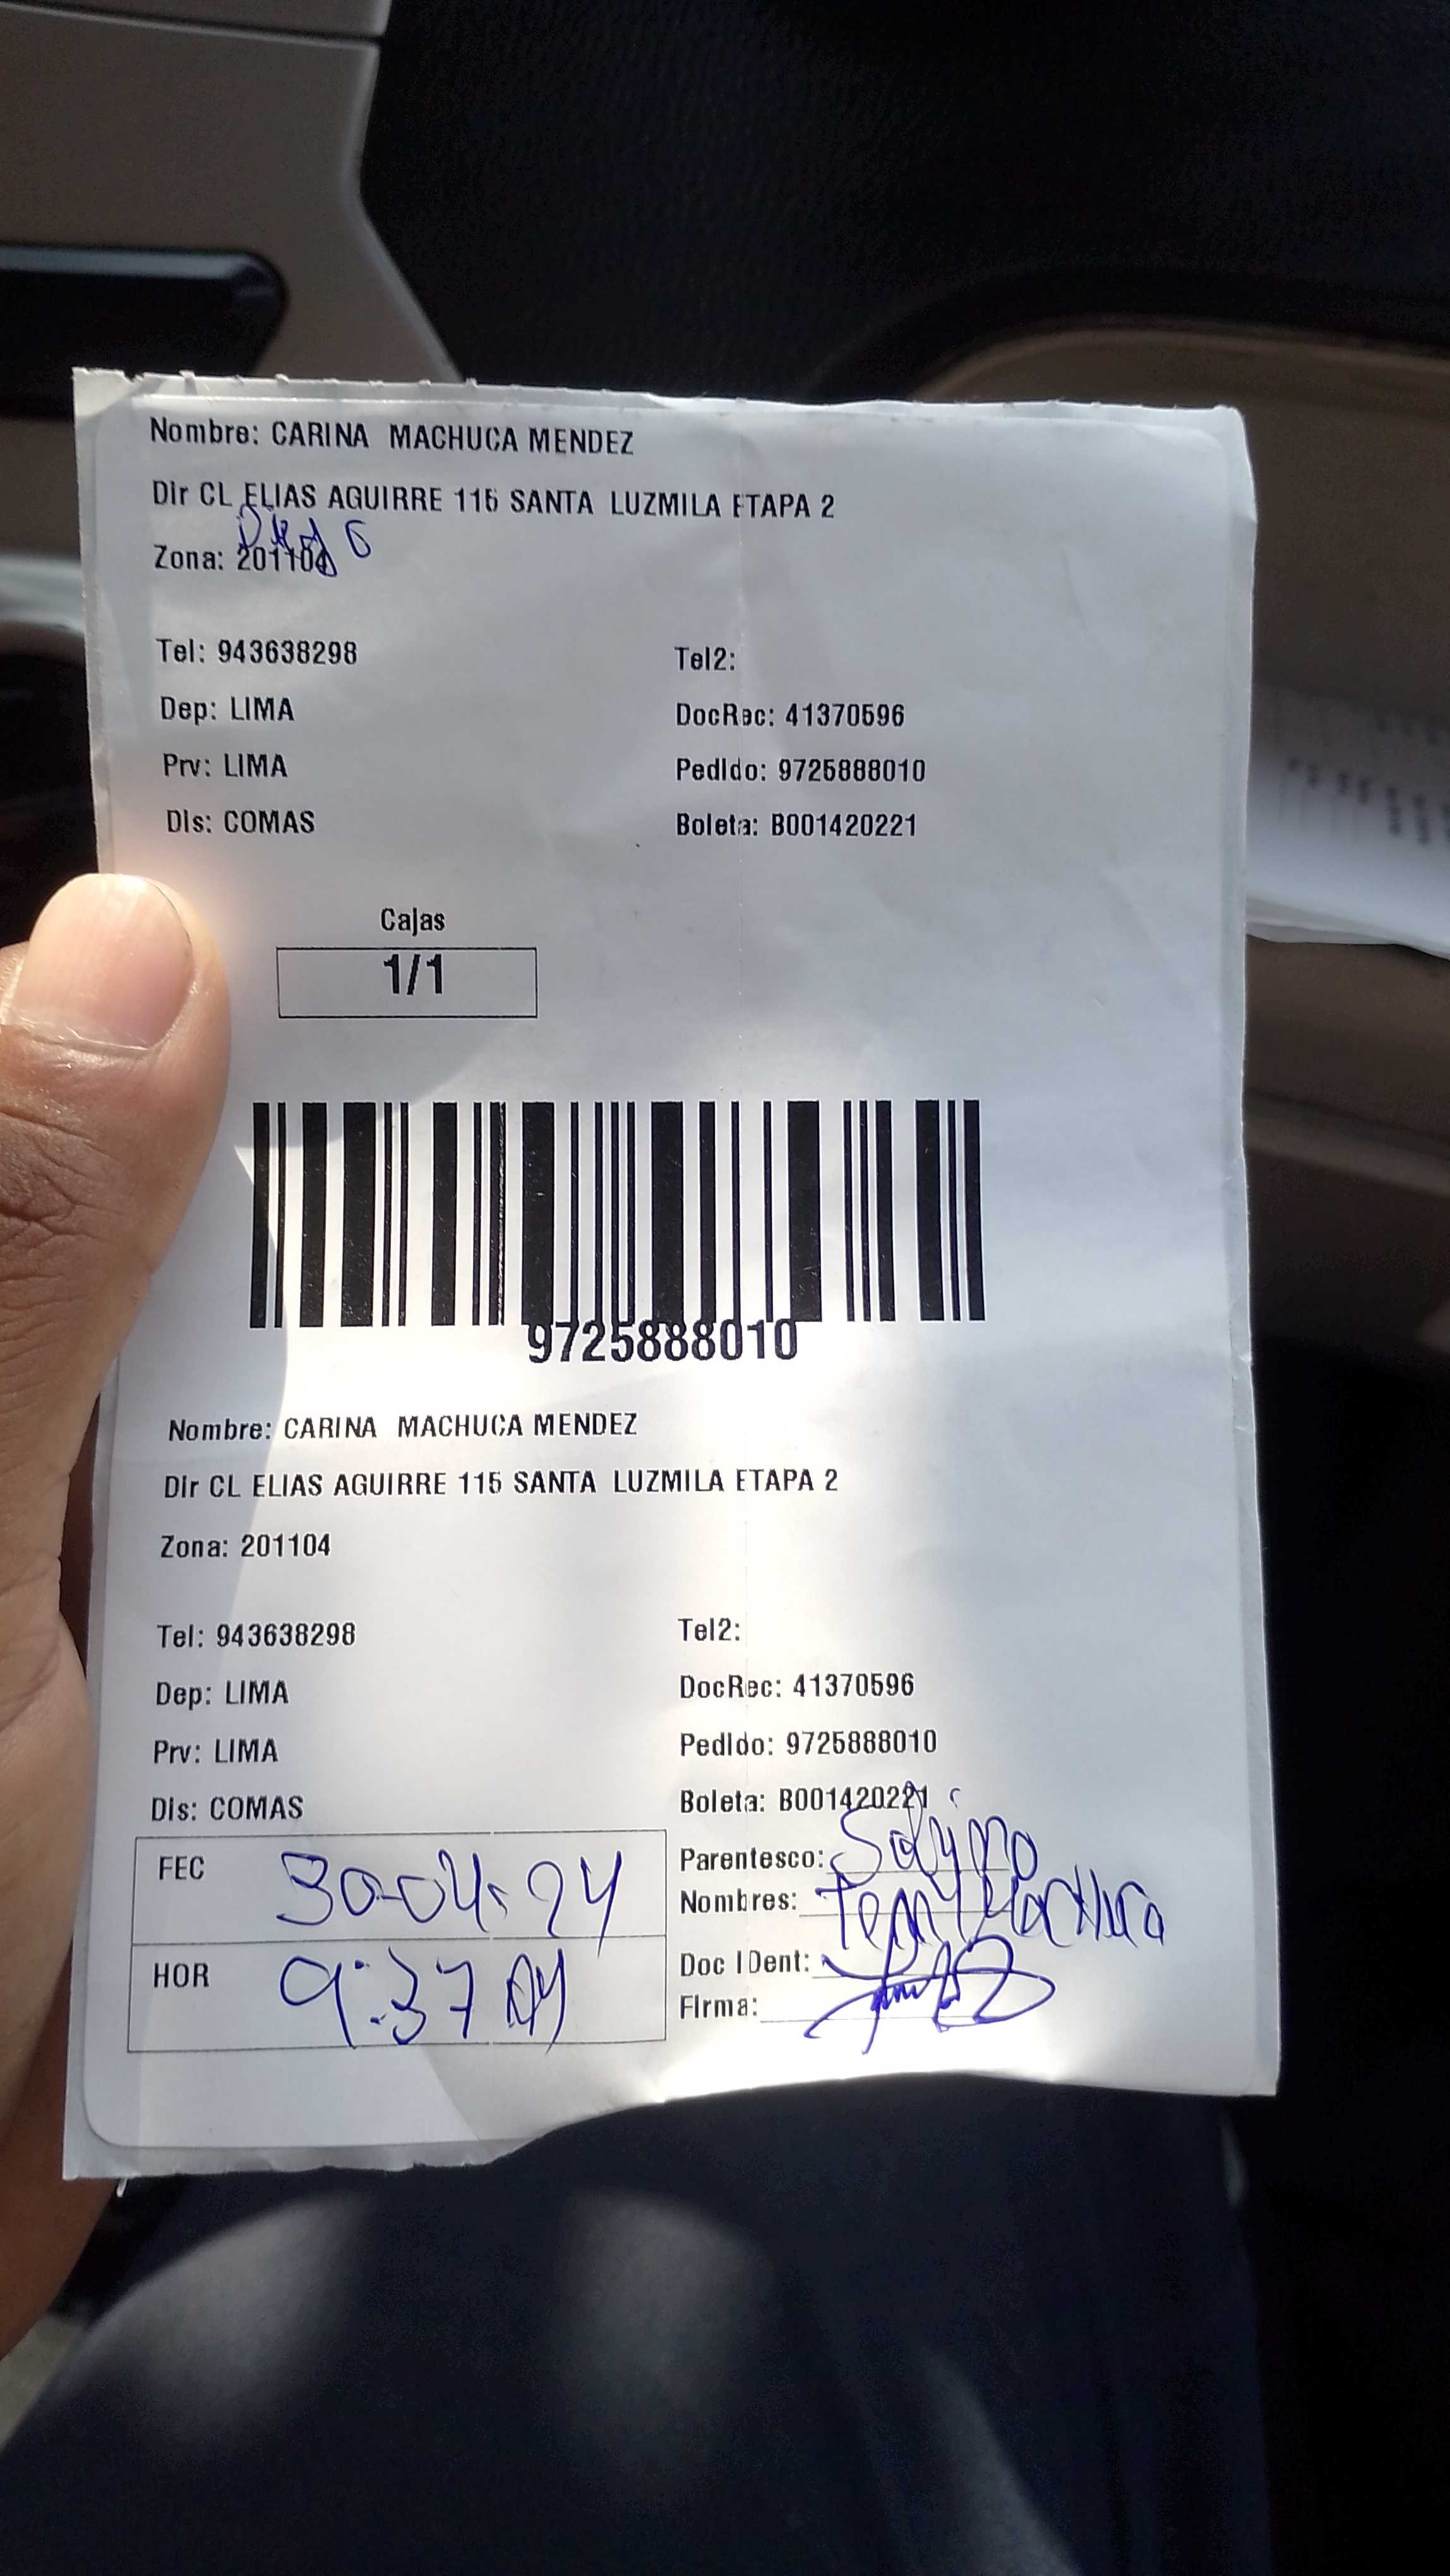 Nombre: CARINA MACHUCA MENDEZ
Dir CL ELIAS AGUIRRE 115 SANTA LUZMILA ETAPA 2
Zona: 201104
Tel: 943638298 Tel2:
Dep: LIMA DocRec: 41370596
Prv: LIMA Pedido: 9725888010
Dis: COMAS Boleta: B001420221
Cajas
1/1
9725888010
Nombre: CARINA MACHUCA MENDEZ
Dir CL ELIAS AGUIRRE 115 SANTA LUZMILA ETAPA 2
Zona: 201104
Tel: 943638298 Tel2:
Dep: LIMA DocRec: 41370596
Prv: LIMA Pedido: 9725888010
Dis: COMAS Boleta: B001420221
FEC 30-04-24 Parentesco:
Nombres:
HOR 9:37 Doc IDent:
Firma: